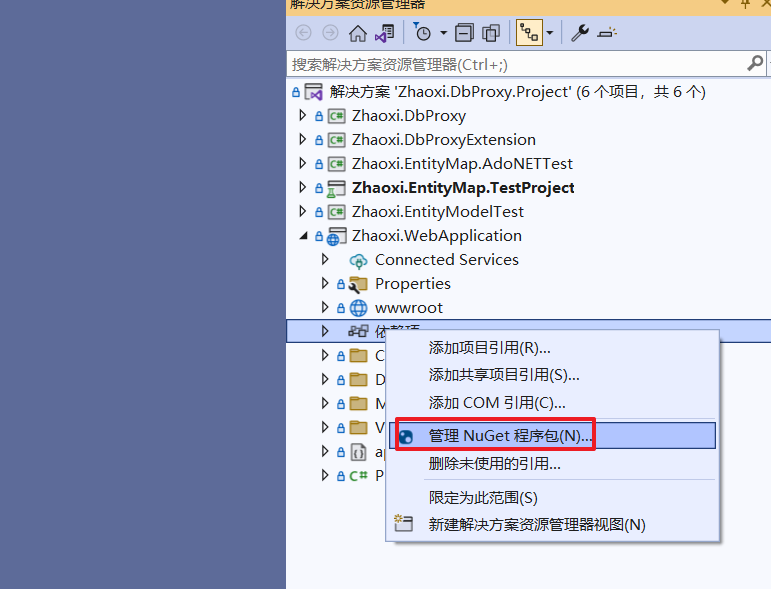 解决方案资源管理器
搜索解决方案资源管理器(Ctrl+;)
解决方案 'Zhaoxi.DbProxy.Project' (6 个项目，共 6 个)
Zhaoxi.DbProxy
Zhaoxi.DbProxyExtension
Zhaoxi.EntityMap.AdoNETTest
Zhaoxi.EntityMap.TestProject
Zhaoxi.EntityModelTest
Zhaoxi.WebApplication
Connected Services
Properties
wwwroot
依赖项
C
D
M
V
ap
C# P
添加项目引用(R)...
添加共享项目引用(S)...
添加 COM 引用(C)...
管理 NuGet 程序包(N)...
删除未使用的引用...
限定为此范围(S)
新建解决方案资源管理器视图(N)